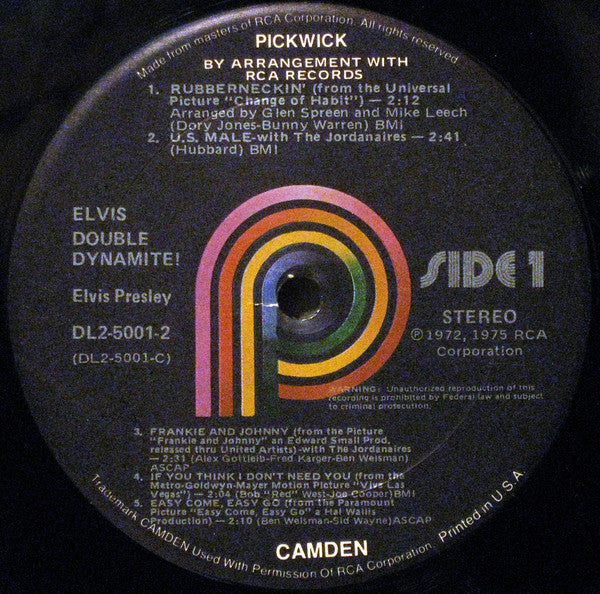 Made from masters of RCA Corporation. All rights reserved.
PICKWICK
BY ARRANGEMENT WITH
RCA RECORDS
1. RUBBERNECKIN' (from the Universal
Picture "Change of Habit") — 2:12
Arranged by Glen Spreen and Mike Leech
(Dory Jones-Bunny Warren) BMI
2. U.S. MALE-with The Jordanaires — 2:41
(Hubbard) BMI
ELVIS
DOUBLE
DYNAMITE!
Elvis Presley
DL2-5001-2
(DL2-5001-C)
SIDE 1
STEREO
℗1972, 1975 RCA
Corporation
WARNING: Unauthorized reproduction of this
recording is prohibited by Federal law and subject
to criminal prosecution.
3. FRANKIE AND JOHNNY (from the Picture
"Frankie and Johnny" an Edward Small Prod.
released thru United Artists)-with The Jordanaires
— 2:31 (Alex Gottleib-Fred Karger-Ben Weisman)
ASCAP
4. IF YOU THINK I DON'T NEED YOU (from the
Metro-Goldwyn-Mayer Motion Picture "Viva Las
Vegas") — 2:04 (Bob "Red" West-Joe Cooper)BMI
5. EASY COME, EASY GO (from the Paramount
Picture "Easy Come, Easy Go" a Hal Wallis
Production) — 2:10 (Ben Weisman-Sid Wayne)ASCAP
CAMDEN
Trademark CAMDEN Used With Permission Of RCA Corporation. Printed in U.S.A